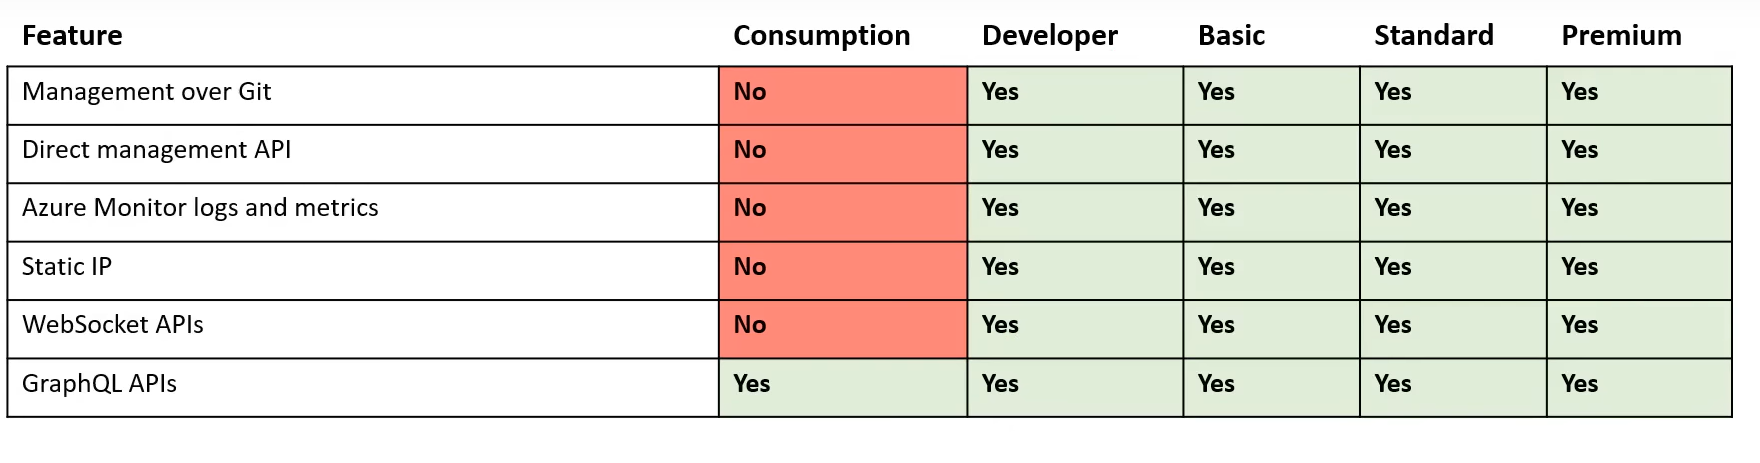 Feature Consumption Developer Basic Standard Premium
Management over Git No Yes Yes Yes Yes
Direct management API No Yes Yes Yes Yes
Azure Monitor logs and metrics No Yes Yes Yes Yes
Static IP No Yes Yes Yes Yes
WebSocket APIs No Yes Yes Yes Yes
GraphQL APIs Yes Yes Yes Yes Yes